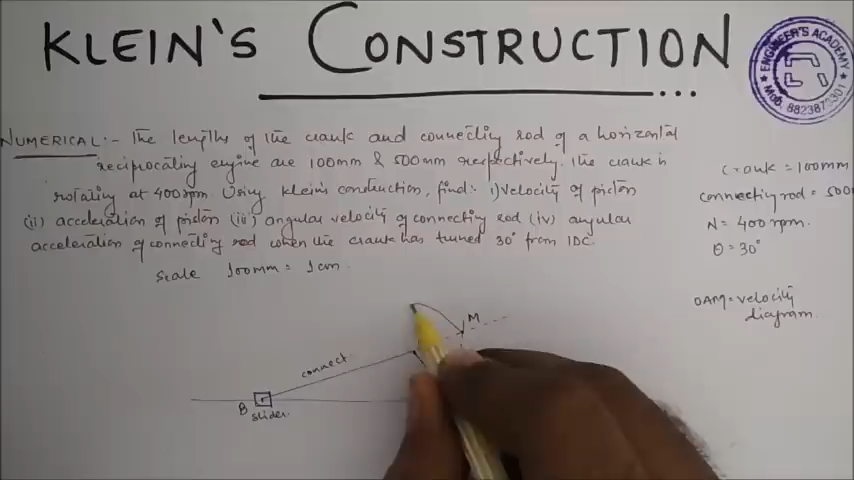 KLEIN'S CONSTRUCTION
NUMERICAL:- The lengths of the crank and connecting rod of a horizontal
reciprocating engine are 100mm & 500mm respectively. The crank is
rotating at 400rpm. Using Klein's construction, find:- i) velocity of piston
(ii) acceleration of piston (iii) angular velocity of connecting rod (iv) angular
acceleration of connecting rod when the crank has turned 30° from IDC.
Scale 100mm = 1cm.
Crank = 100mm
connecting rod = 500
N = 400 rpm.
θ = 30°
OAM = velocity
diagram.
M
connect
B
slider.
ENGINEER'S ACADEMY